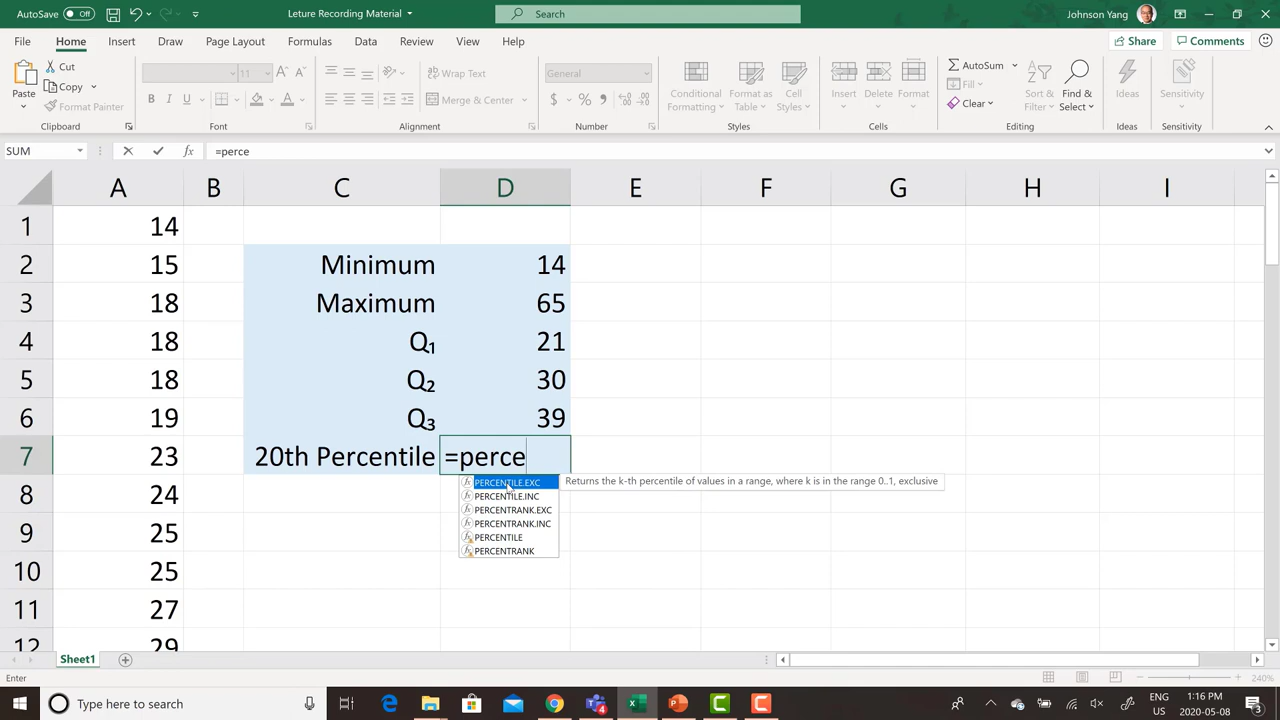 AutoSave Off Leture Recording Material Search Johnson Yang
File Home Insert Draw Page Layout Formulas Data Review View Help Share Comments
Paste Cut Copy Format Painter
11
B I U A A A
Wrap Text
Merge & Center
General
$ % 9
Conditional Formatting Format as Table Cell Styles
Insert Delete Format
AutoSum Fill Clear
Sort & Filter Find & Select Ideas Sensitivity
Clipboard Font Alignment Number Styles Cells Editing Ideas Sensitivity
SUM fx =perce
A B C D E F G H I
1 14
2 15 Minimum 14
3 18 Maximum 65
4 18 Q₁ 21
5 18 Q₂ 30
6 19 Q₃ 39
7 23 20th Percentile =perce
PERCENTILE.EXC Returns the k-th percentile of values in a range, where k is in the range 0..1, exclusive
PERCENTILE.INC
PERCENTRANK.EXC
PERCENTRANK.INC
PERCENTILE
PERCENTRANK
8 24
9 25
10 25
11 27
12 29
Sheet1
Enter 240%
Type here to search 4 ENG US 1:16 PM 2020-05-08